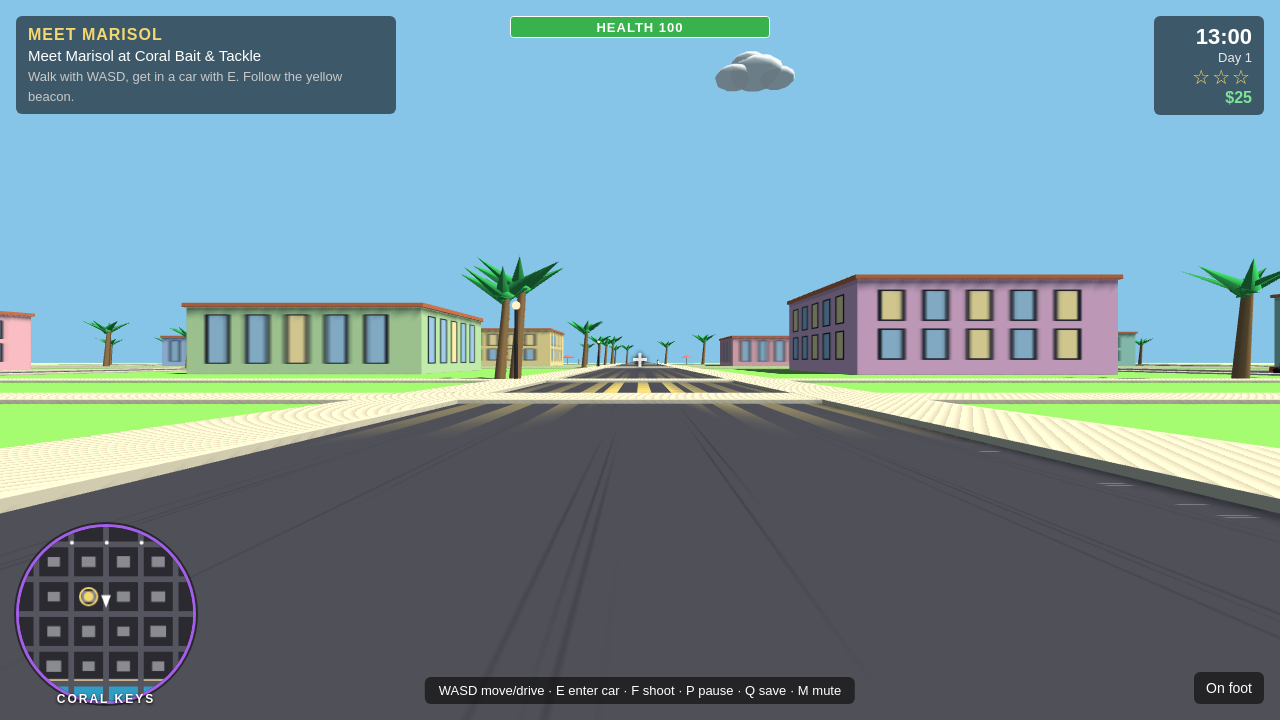 MEET MARISOL
Meet Marisol at Coral Bait & Tackle
Walk with WASD, get in a car with E. Follow the yellow
beacon.
HEALTH 100
13:00
Day 1
☆☆☆
$25
CORAL KEYS
WASD move/drive · E enter car · F shoot · P pause · Q save · M mute
On foot